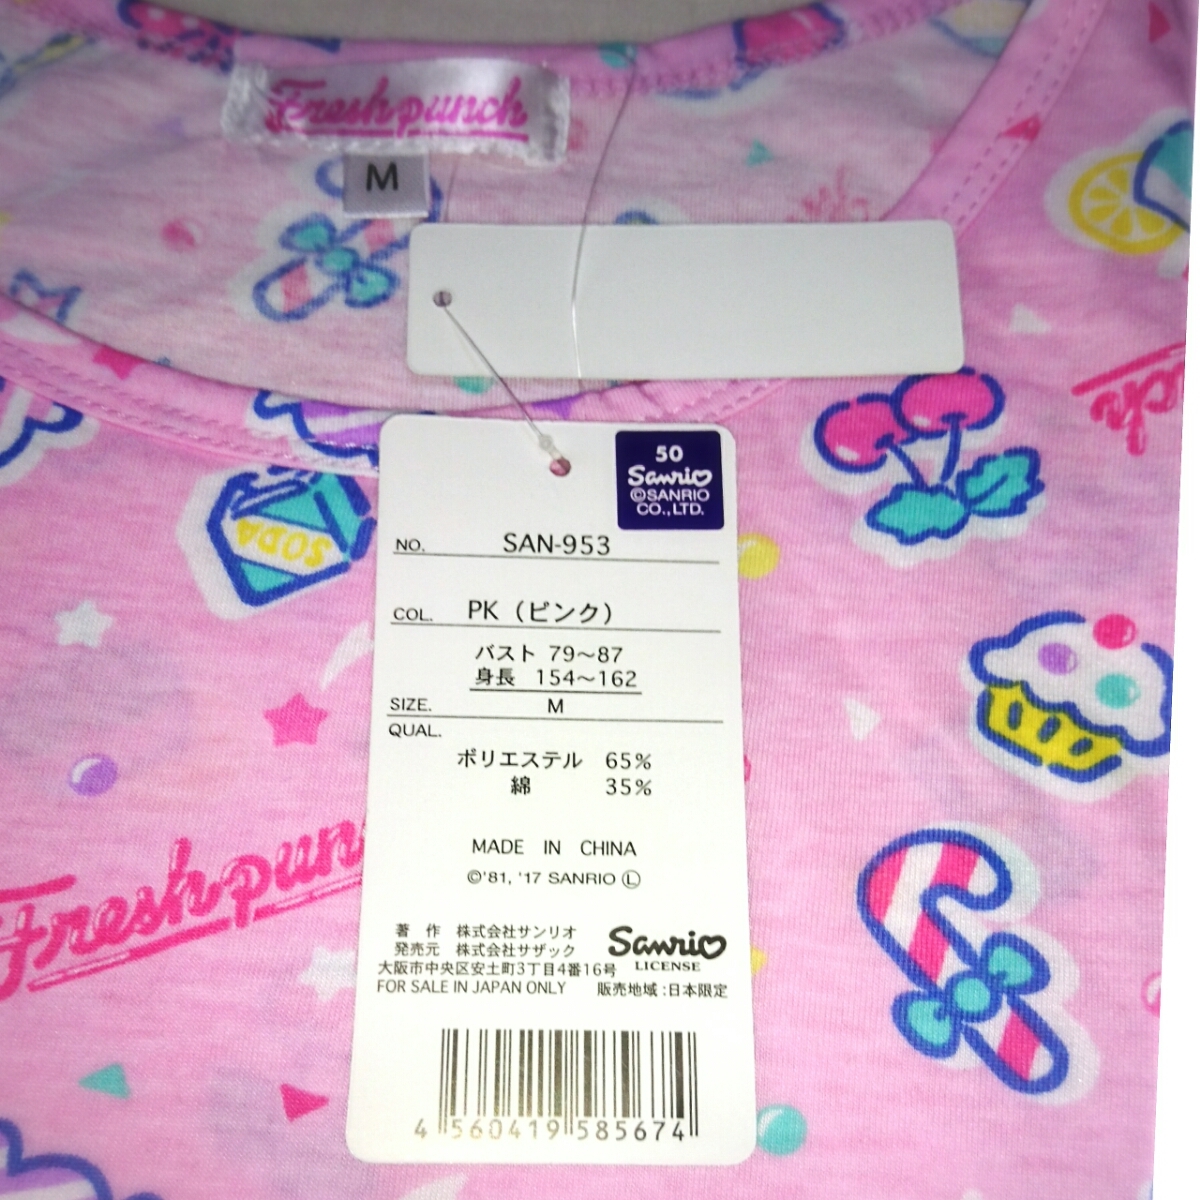 Freshpunch
M
50
Sanrio
©SANRIO
CO.,LTD.
NO. SAN-953
COL. PK (ピンク)
バスト 79〜87
身長 154〜162
SIZE. M
QUAL.
ポリエステル 65%
綿 35%
MADE IN CHINA
©'81, '17 SANRIO Ⓛ
著 作 株式会社サンリオ
発売元 株式会社サザック
大阪市中央区安土町3丁目4番16号
Sanrio
LICENSE
FOR SALE IN JAPAN ONLY 販売地域:日本限定
4 560419 585674
SODA
Freshpun
ch